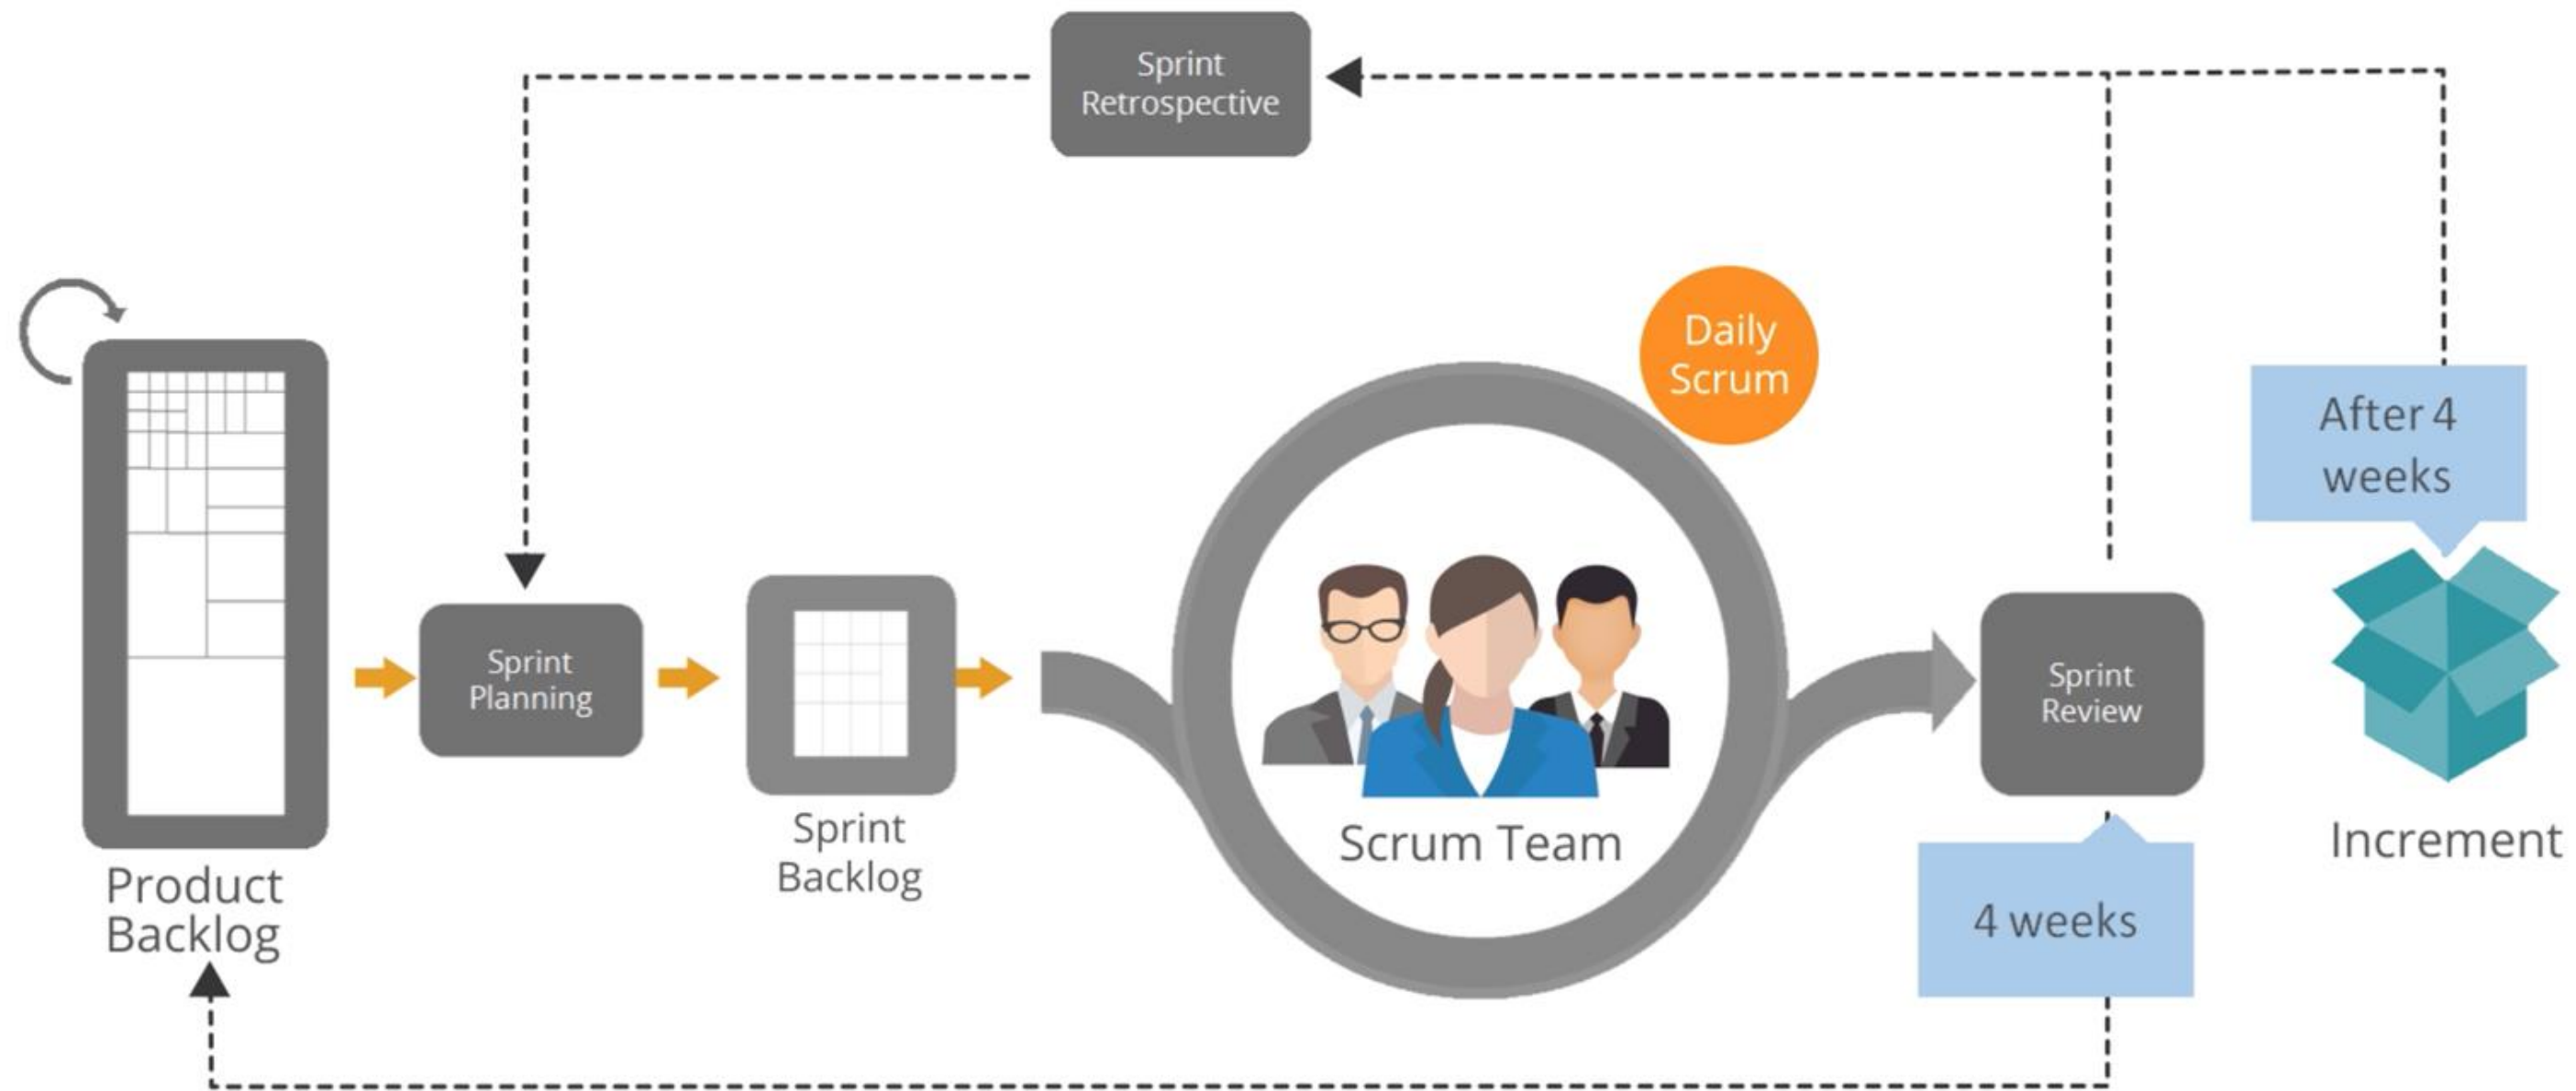 Sprint
Retrospective
Daily
Scrum
After 4
weeks
Sprint
Planning
Sprint
Review
Sprint
Backlog
Scrum Team
Increment
Product
Backlog
4 weeks